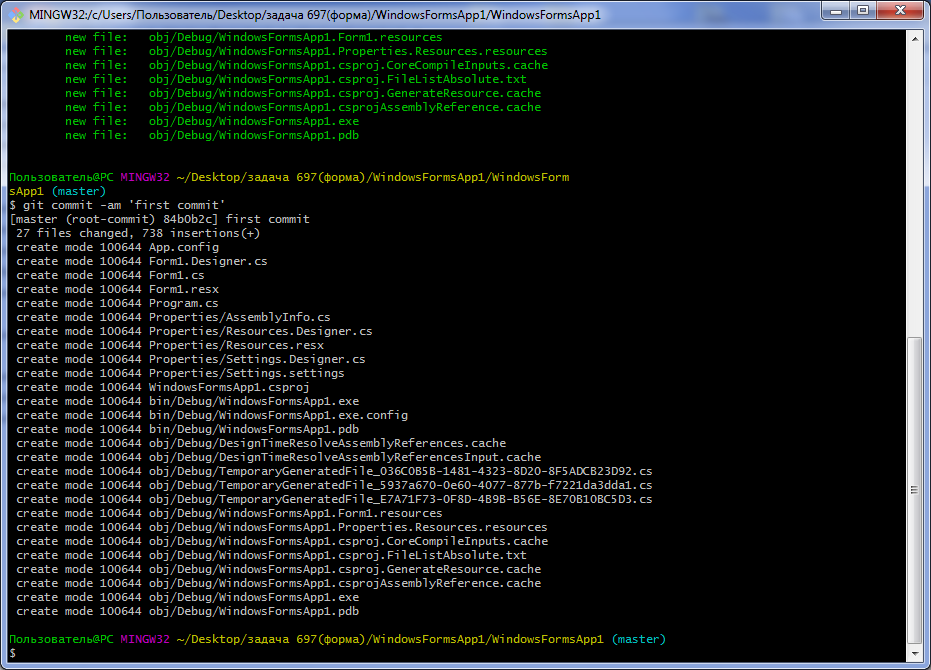 MINGW32:/c/Users/Пользователь/Desktop/задача 697(форма)/WindowsFormsApp1/WindowsFormsApp1
new file:   obj/Debug/WindowsFormsApp1.Form1.resources
new file:   obj/Debug/WindowsFormsApp1.Properties.Resources.resources
new file:   obj/Debug/WindowsFormsApp1.csproj.CoreCompileInputs.cache
new file:   obj/Debug/WindowsFormsApp1.csproj.FileListAbsolute.txt
new file:   obj/Debug/WindowsFormsApp1.csproj.GenerateResource.cache
new file:   obj/Debug/WindowsFormsApp1.csprojAssemblyReference.cache
new file:   obj/Debug/WindowsFormsApp1.exe
new file:   obj/Debug/WindowsFormsApp1.pdb
Пользователь@PC MINGW32 ~/Desktop/задача 697(форма)/WindowsFormsApp1/WindowsForm
sApp1 (master)
$ git commit -am 'first commit'
[master (root-commit) 84b0b2c] first commit
27 files changed, 738 insertions(+)
create mode 100644 App.config
create mode 100644 Form1.Designer.cs
create mode 100644 Form1.cs
create mode 100644 Form1.resx
create mode 100644 Program.cs
create mode 100644 Properties/AssemblyInfo.cs
create mode 100644 Properties/Resources.Designer.cs
create mode 100644 Properties/Resources.resx
create mode 100644 Properties/Settings.Designer.cs
create mode 100644 Properties/Settings.settings
create mode 100644 WindowsFormsApp1.csproj
create mode 100644 bin/Debug/WindowsFormsApp1.exe
create mode 100644 bin/Debug/WindowsFormsApp1.exe.config
create mode 100644 bin/Debug/WindowsFormsApp1.pdb
create mode 100644 obj/Debug/DesignTimeResolveAssemblyReferences.cache
create mode 100644 obj/Debug/DesignTimeResolveAssemblyReferencesInput.cache
create mode 100644 obj/Debug/TemporaryGeneratedFile_036C0B5B-1481-4323-8D20-8F5ADCB23D92.cs
create mode 100644 obj/Debug/TemporaryGeneratedFile_5937a670-0e60-4077-877b-f7221da3dda1.cs
create mode 100644 obj/Debug/TemporaryGeneratedFile_E7A71F73-0F8D-4B9B-B56E-8E70B10BC5D3.cs
create mode 100644 obj/Debug/WindowsFormsApp1.Form1.resources
create mode 100644 obj/Debug/WindowsFormsApp1.Properties.Resources.resources
create mode 100644 obj/Debug/WindowsFormsApp1.csproj.CoreCompileInputs.cache
create mode 100644 obj/Debug/WindowsFormsApp1.csproj.FileListAbsolute.txt
create mode 100644 obj/Debug/WindowsFormsApp1.csproj.GenerateResource.cache
create mode 100644 obj/Debug/WindowsFormsApp1.csprojAssemblyReference.cache
create mode 100644 obj/Debug/WindowsFormsApp1.exe
create mode 100644 obj/Debug/WindowsFormsApp1.pdb
Пользователь@PC MINGW32 ~/Desktop/задача 697(форма)/WindowsFormsApp1/WindowsFormsApp1 (master)
$